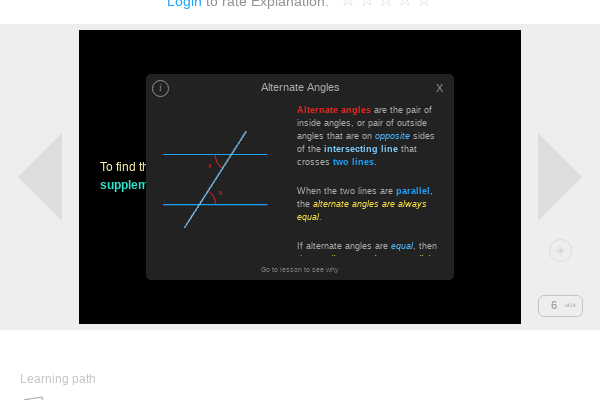 Login to rate Explanation:
i
Alternate Angles
X
Alternate angles are the pair of
inside angles, or pair of outside
angles that are on opposite sides
of the intersecting line that
crosses two lines.
When the two lines are parallel,
the alternate angles are always
equal.
If alternate angles are equal, then
To find th
supplem
Go to lesson to see why
6 of 24
Learning path